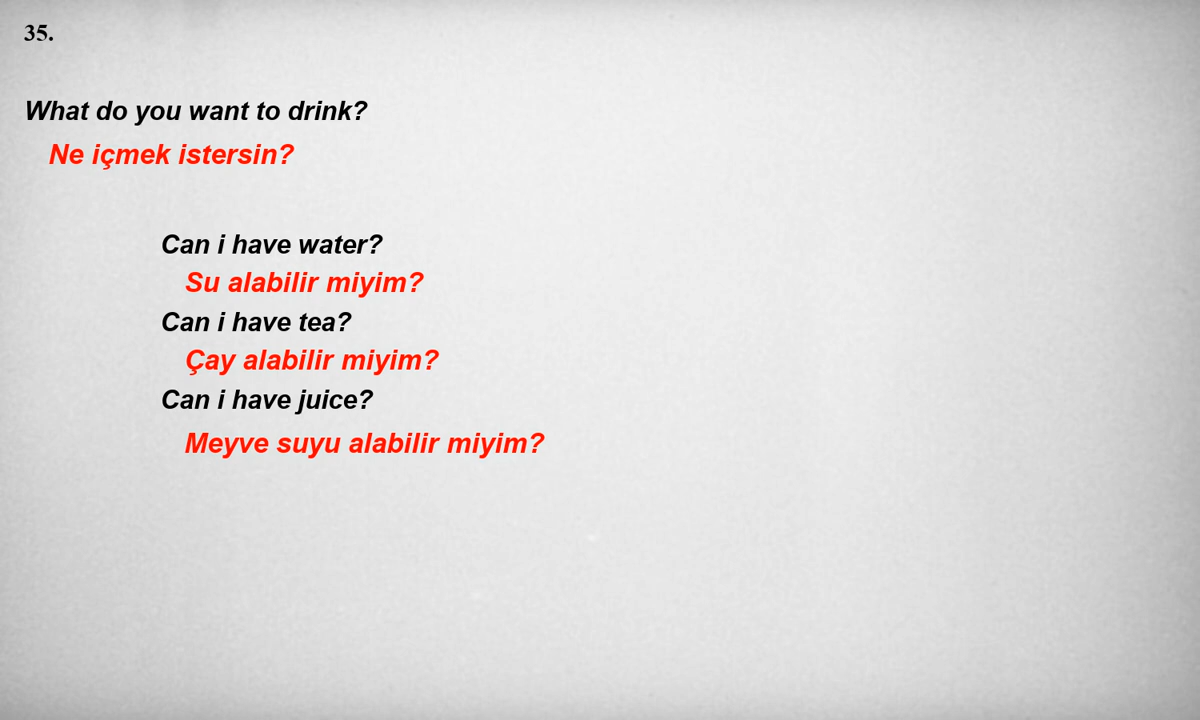 35.
What do you want to drink?
Ne içmek istersin?
Can i have water?
Su alabilir miyim?
Can i have tea?
Çay alabilir miyim?
Can i have juice?
Meyve suyu alabilir miyim?